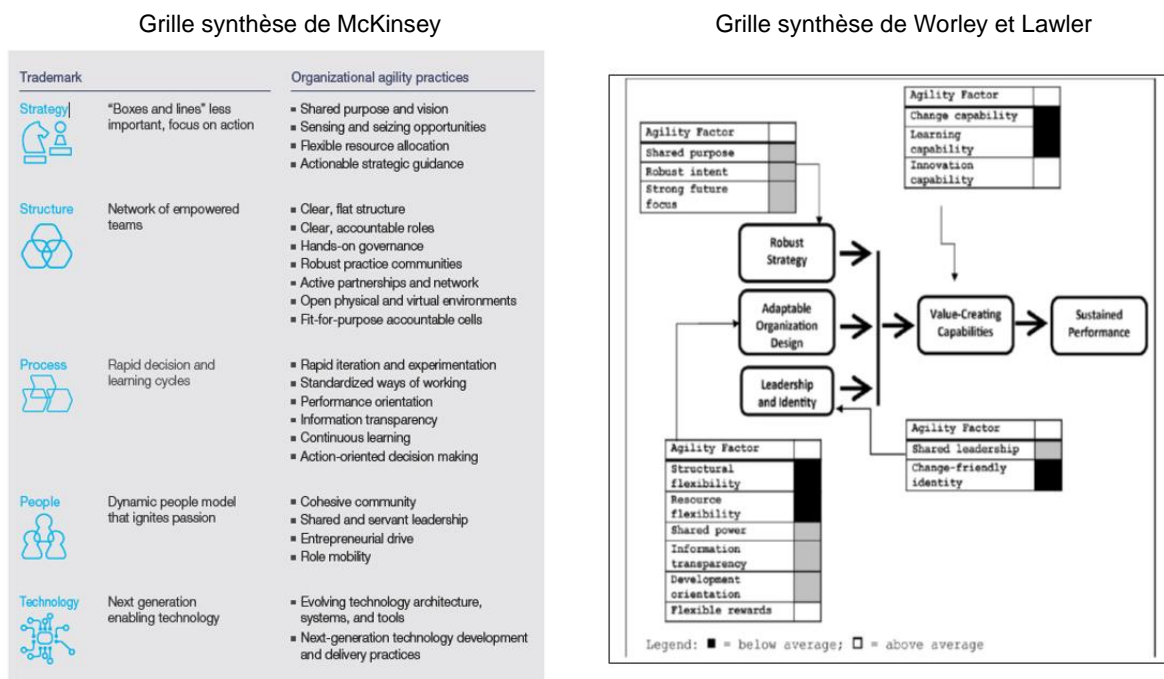 Grille synthèse de McKinsey
Trademark
Organizational agility practices
Strategy
"Boxes and lines" less
important, focus on action
▪ Shared purpose and vision
▪ Sensing and seizing opportunities
▪ Flexible resource allocation
▪ Actionable strategic guidance
Structure
Network of empowered
teams
▪ Clear, flat structure
▪ Clear, accountable roles
▪ Hands-on governance
▪ Robust practice communities
▪ Active partnerships and network
▪ Open physical and virtual environments
▪ Fit-for-purpose accountable cells
Process
Rapid decision and
learning cycles
▪ Rapid iteration and experimentation
▪ Standardized ways of working
▪ Performance orientation
▪ Information transparency
▪ Continuous learning
▪ Action-oriented decision making
People
Dynamic people model
that ignites passion
▪ Cohesive community
▪ Shared and servant leadership
▪ Entrepreneurial drive
▪ Role mobility
Technology
Next generation
enabling technology
▪ Evolving technology architecture,
systems, and tools
▪ Next-generation technology development
and delivery practices
Grille synthèse de Worley et Lawler
Agility Factor
Shared purpose
Robust intent
Strong future
focus
Agility Factor
Change capability
Learning
capability
Innovation
capability
Robust
Strategy
Adaptable
Organization
Design
Leadership
and Identity
Value-Creating
Capabilities
Sustained
Performance
Agility Factor
Structural
flexibility
Resource
flexibility
Shared power
Information
transparency
Development
orientation
Flexible rewards
Agility Factor
Shared leadership
Change-friendly
identity
Legend: ■ = below average; □ = above average